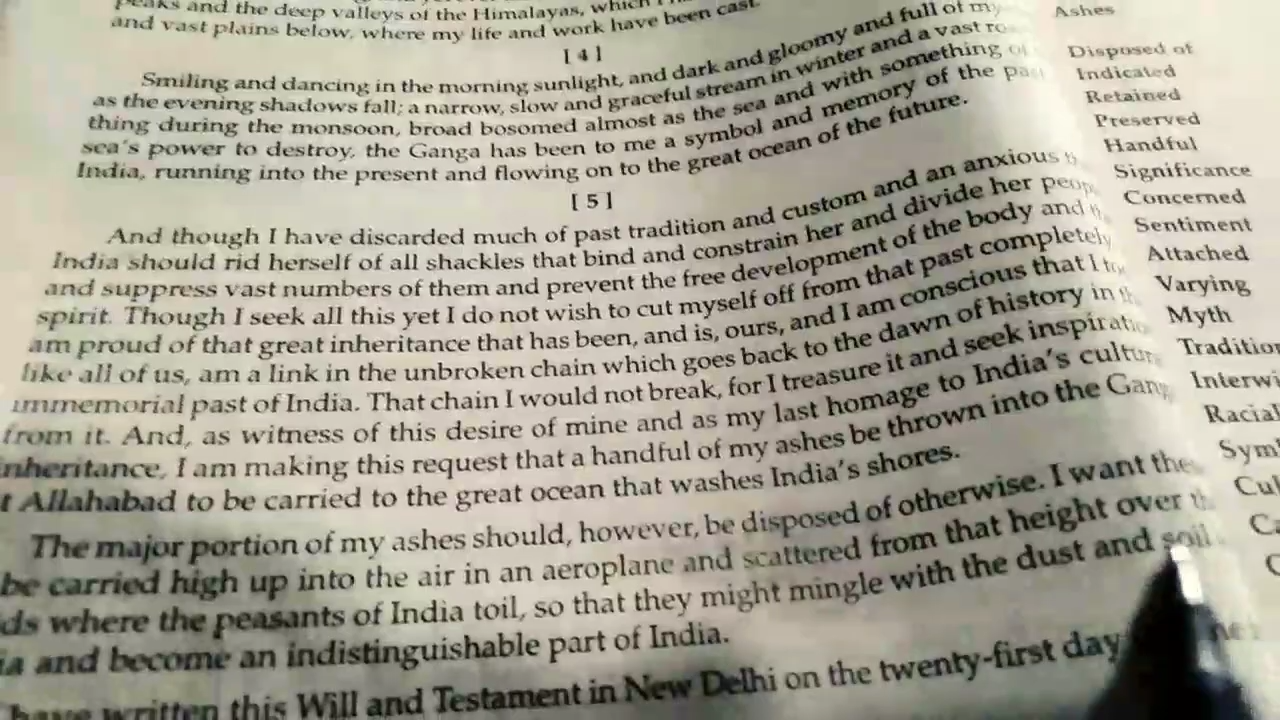 peaks and the deep valleys of the Himalayas, which
and vast plains below, where my life and work have been cast.
[ 4 ]
Smiling and dancing in the morning sunlight, and dark and gloomy and full of
as the evening shadows fall; a narrow, slow and graceful stream in winter and a vast
thing during the monsoon, broad bosomed almost as the sea and with something
sea's power to destroy, the Ganga has been to me a symbol and memory of the
India, running into the present and flowing on to the great ocean of the future.
[ 5 ]
And though I have discarded much of past tradition and custom and an anxious
India should rid herself of all shackles that bind and constrain her and divide her
and suppress vast numbers of them and prevent the free development of the body and
spirit. Though I seek all this yet I do not wish to cut myself off from that past completely
am proud of that great inheritance that has been, and is, ours, and I am conscious that I
like all of us, am a link in the unbroken chain which goes back to the dawn of history in
immemorial past of India. That chain I would not break, for I treasure it and seek
from it. And, as witness of this desire of mine and as my last homage to India's
inheritance, I am making this request that a handful of my ashes be thrown into the
Allahabad to be carried to the great ocean that washes India's shores.
The major portion of my ashes should, however, be disposed of otherwise. I want
be carried high up into the air in an aeroplane and scattered from that height over
where the peasants of India toil, so that they might mingle with the dust and soil
and become an indistinguishable part of India.
have written this Will and Testament in New Delhi on the twenty-first day
Ashes
Disposed of
Indicated
Retained
Preserved
Handful
Significance
Concerned
Sentiment
Attached
Varying
Myth
Tradition
Racial